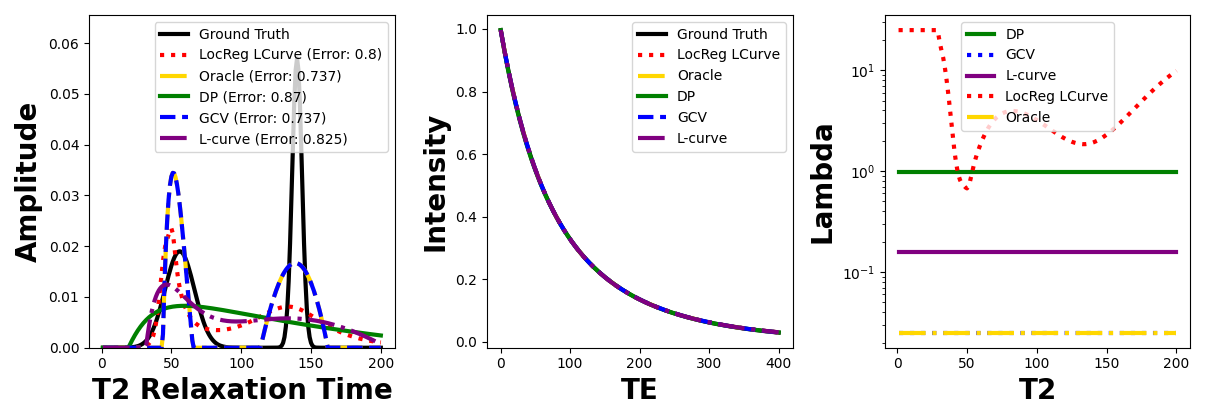 Amplitude
0.06
0.05
0.04
0.03
0.02
0.01
0.00
0
50
100
150
200
T2 Relaxation Time
Ground Truth
LocReg LCurve (Error: 0.8)
Oracle (Error: 0.737)
DP (Error: 0.87)
GCV (Error: 0.737)
L-curve (Error: 0.825)
Intensity
1.0
0.8
0.6
0.4
0.2
0.0
0
100
200
300
400
TE
Ground Truth
LocReg LCurve
Oracle
DP
GCV
L-curve
Lambda
10¹
10⁰
10⁻¹
0
50
100
150
200
T2
DP
GCV
L-curve
LocReg LCurve
Oracle